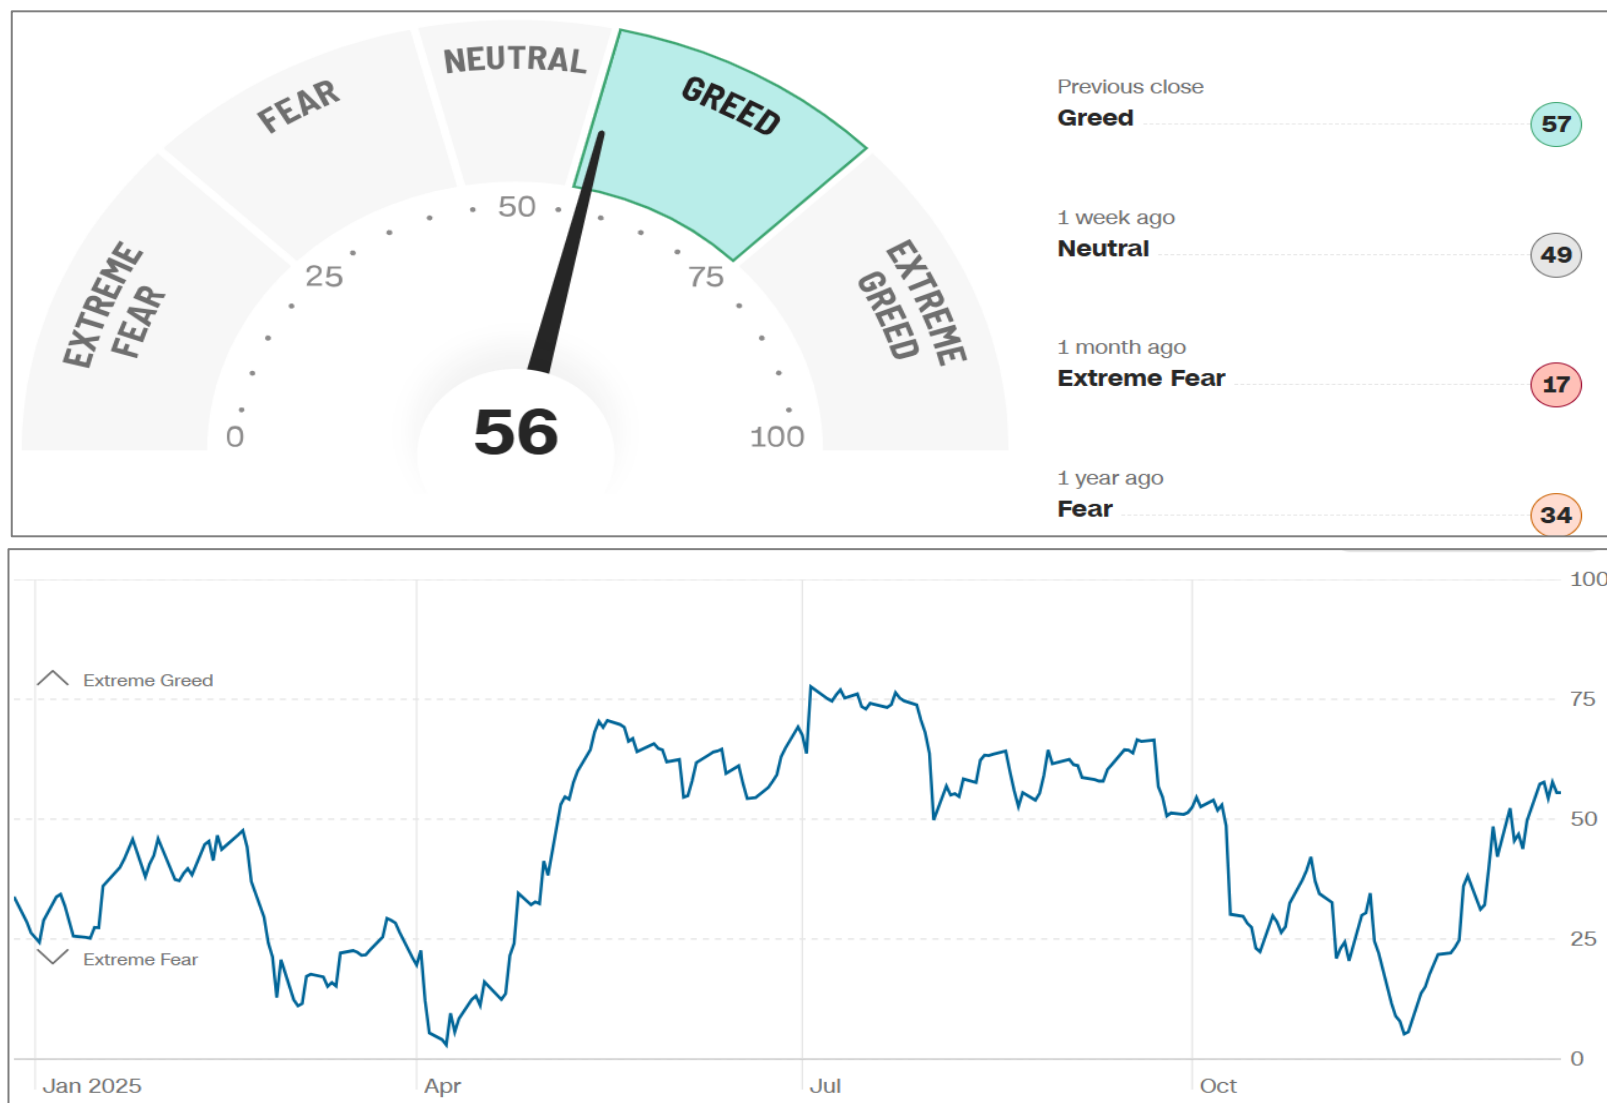 EXTREME
FEAR
FEAR
NEUTRAL
GREED
EXTREME
GREED
0
25
50
75
100
56
Previous close
Greed
57
1 week ago
Neutral
49
1 month ago
Extreme Fear
17
1 year ago
Fear
34
100
Extreme Greed
75
50
25
Extreme Fear
0
Jan 2025
Apr
Jul
Oct